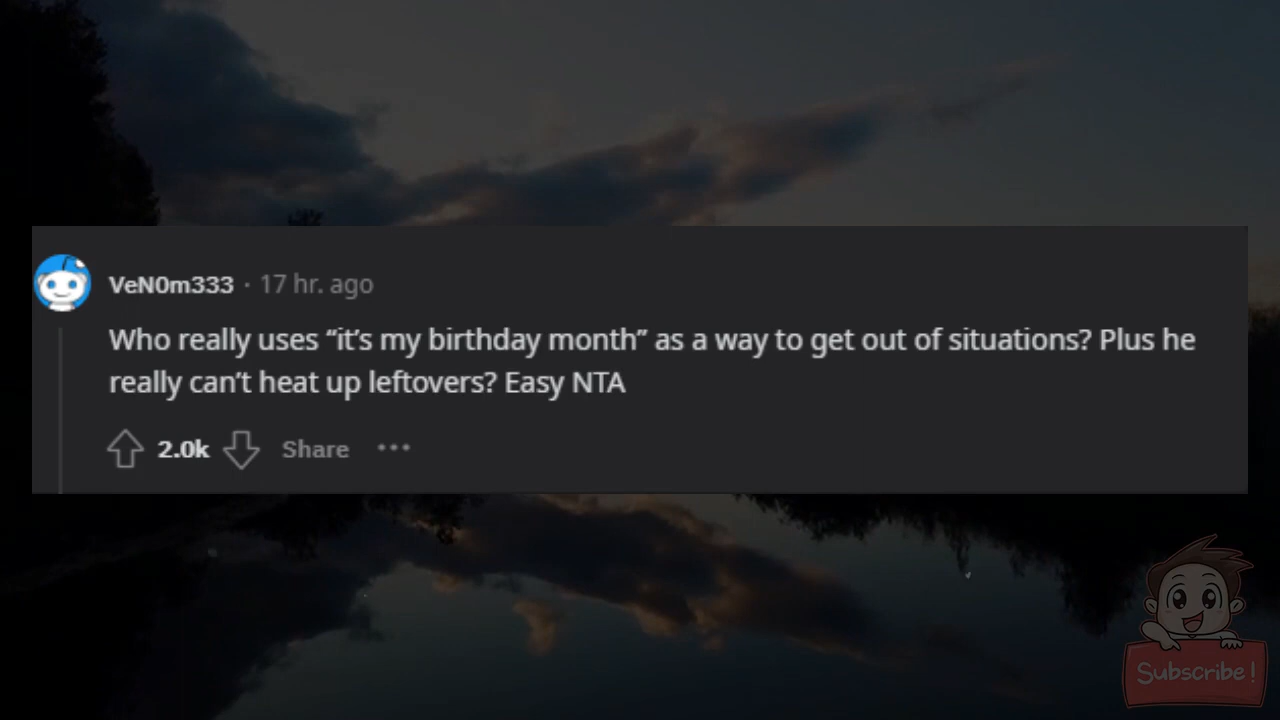 VeN0m333 · 17 hr. ago
Who really uses “it’s my birthday month” as a way to get out of situations? Plus he
really can’t heat up leftovers? Easy NTA
2.0k Share ···
Subscribe!